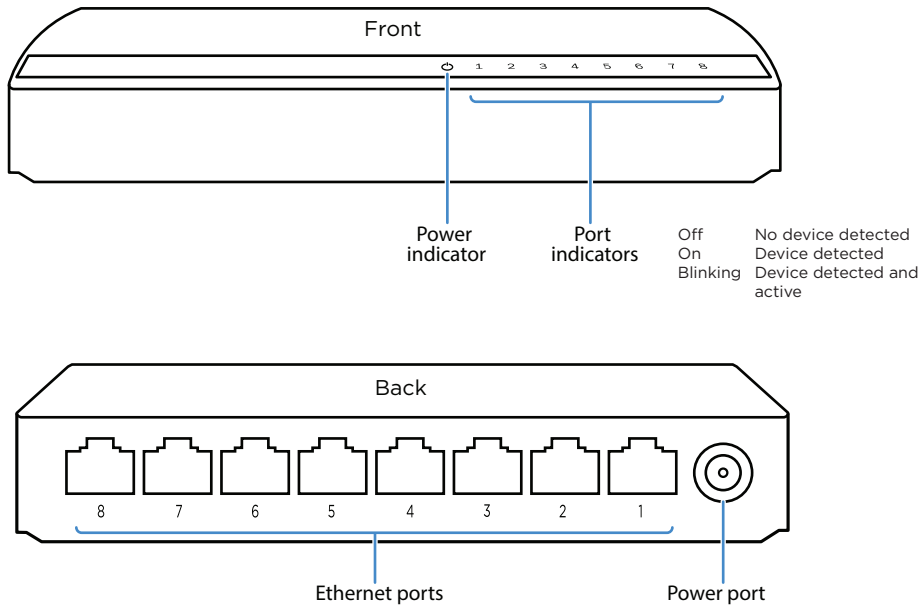 Front
1 2 3 4 5 6 7 8
Power
indicator
Port
indicators
Off No device detected
On Device detected
Blinking Device detected and
active
Back
8 7 6 5 4 3 2 1
Ethernet ports
Power port